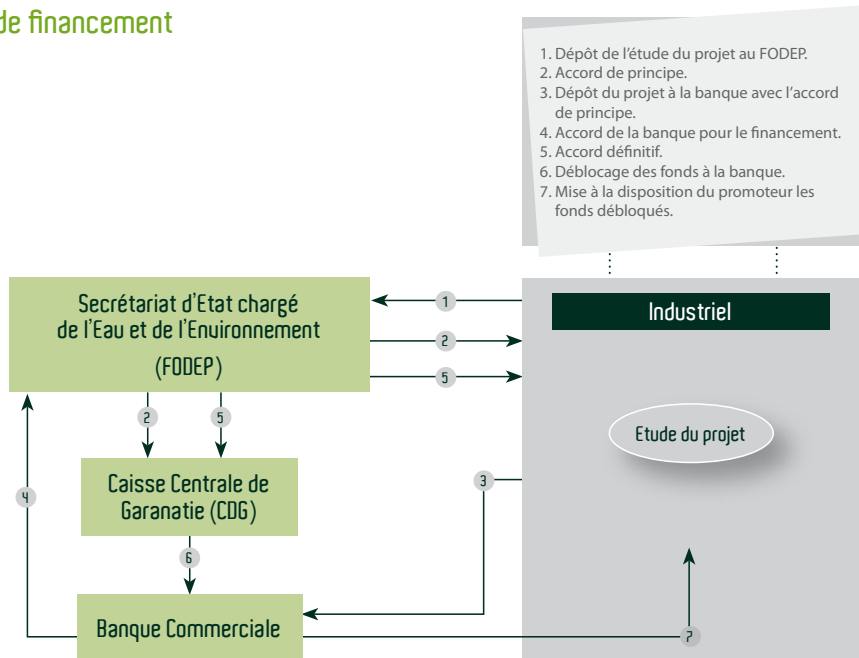 de financement
1. Dépôt de l'étude du projet au FODEP.
2. Accord de principe.
3. Dépôt du projet à la banque avec l'accord
de principe.
4. Accord de la banque pour le financement.
5. Accord définitif.
6. Déblocage des fonds à la banque.
7. Mise à la disposition du promoteur les
fonds débloqués.
Secrétariat d'Etat chargé
de l'Eau et de l'Environnement
(FODEP)
1
2
5
Industriel
Etude du projet
2
5
4
Caisse Centrale de
Garanatie (CDG)
3
6
Banque Commerciale
7